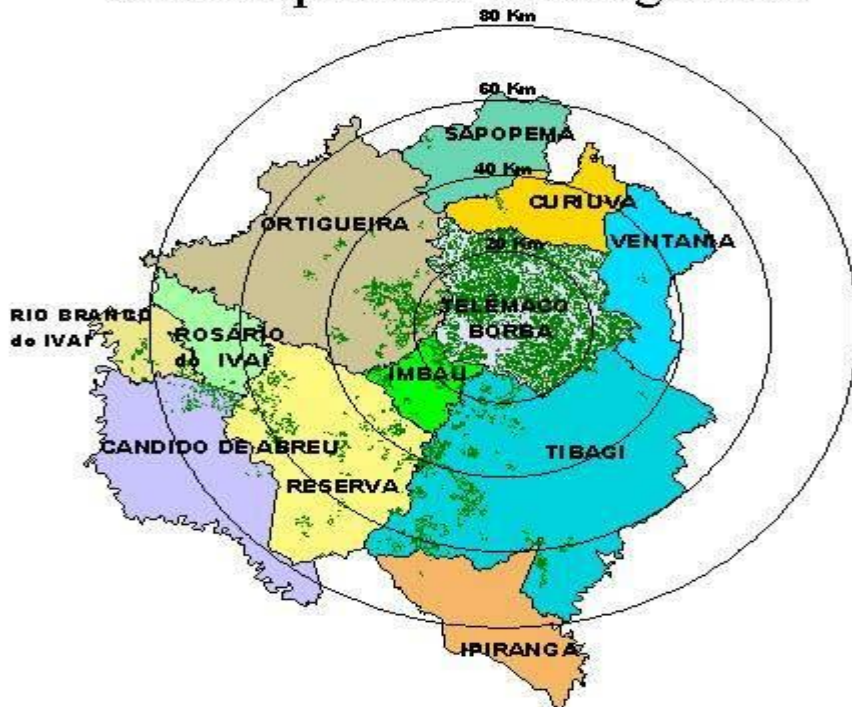 80 Km
60 Km
SAPOPEMA
40 Km
CURIUVA
ORTIGUEIRA
VENTANIA
20 Km
TELÊMACO
BORBA
RIO BRANCO
do IVAI
ROSÁRIO
do IVAI
IMBAU
CANDIDO DE ABREU
TIBAGI
RESERVA
IPIRANGA